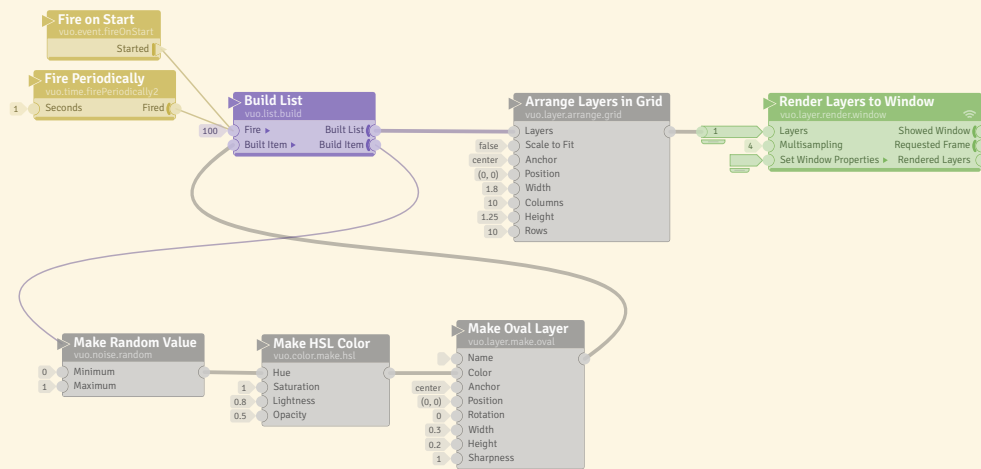 Fire on Start
vuo.event.fireOnStart
Started
Fire Periodically
vuo.time.firePeriodically2
1 Seconds Fired
Build List
vuo.list.build
100 Fire ▸ Built List
Built Item ▸ Build Item
Arrange Layers in Grid
vuo.layer.arrange.grid
Layers
false Scale to Fit
center Anchor
(0, 0) Position
1.8 Width
10 Columns
1.25 Height
10 Rows
Render Layers to Window
vuo.layer.render.window
1 Layers Showed Window
4 Multisampling Requested Frame
Set Window Properties ▸ Rendered Layers
Make Random Value
vuo.noise.random
0 Minimum
1 Maximum
Make HSL Color
vuo.color.make.hsl
Hue
1 Saturation
0.8 Lightness
0.5 Opacity
Make Oval Layer
vuo.layer.make.oval
Name
Color
center Anchor
(0, 0) Position
0 Rotation
0.3 Width
0.2 Height
1 Sharpness